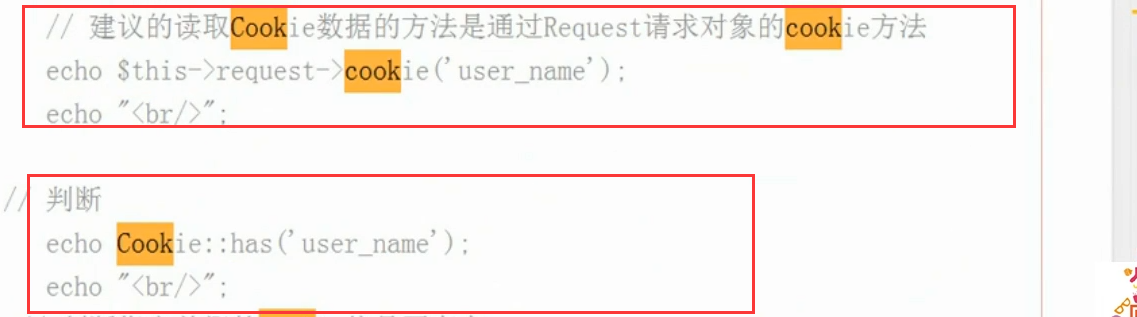 // 建议的读取Cookie数据的方法是通过Request请求对象的cookie方法
echo $this->request->cookie('user_name');
echo "<br/>";
// 判断
echo Cookie::has('user_name');
echo "<br/>";